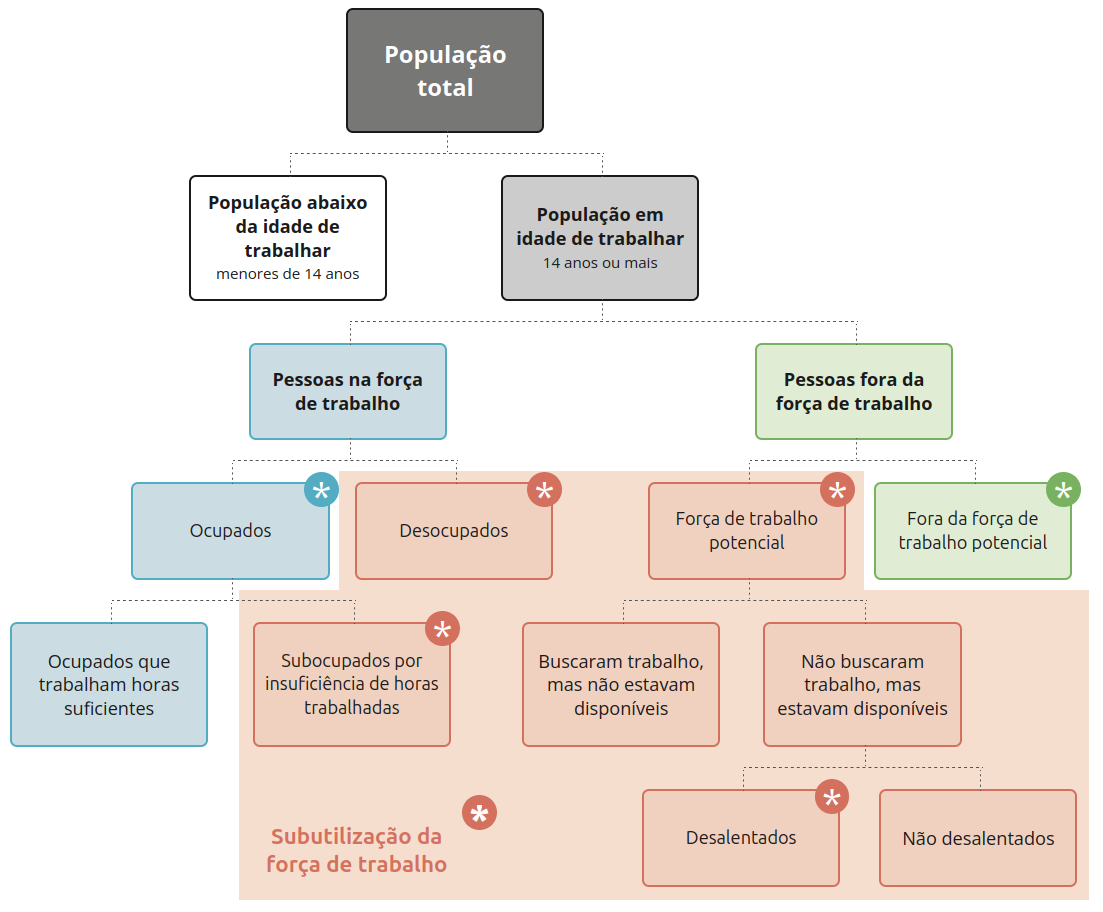 População
total
População abaixo
da idade de
trabalhar
menores de 14 anos
População em
idade de trabalhar
14 anos ou mais
Pessoas na força
de trabalho
Pessoas fora da
força de trabalho
*
*
*
*
Ocupados
Desocupados
Força de trabalho
potencial
Fora da força de
trabalho potencial
Ocupados que
trabalham horas
suficientes
*
Subocupados por
insuficiência de horas
trabalhadas
Buscaram trabalho,
mas não estavam
disponíveis
Não buscaram
trabalho, mas
estavam disponíveis
*
Subutilização da
força de trabalho
*
Desalentados
Não desalentados